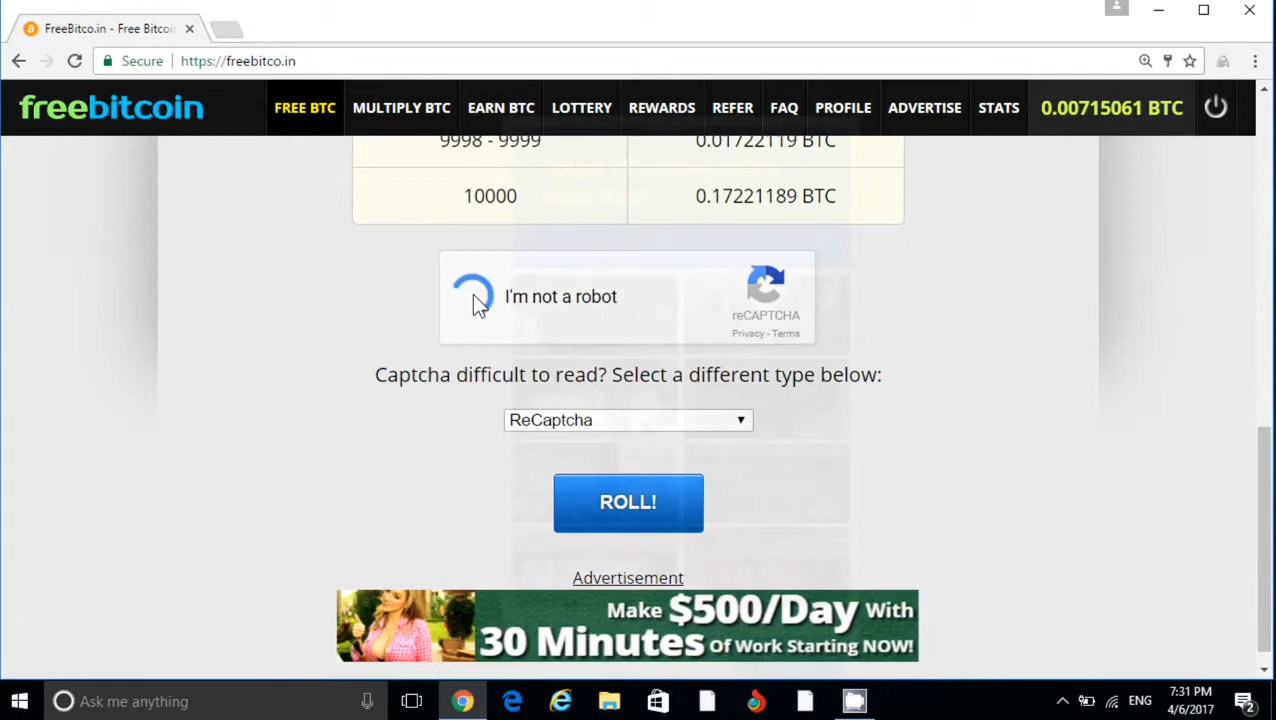 FreeBitco.in - Free Bitcoi
Secure https://freebitco.in
freebitcoin FREE BTC MULTIPLY BTC EARN BTC LOTTERY REWARDS REFER FAQ PROFILE ADVERTISE STATS 0.00715061 BTC
9998 - 9999 0.01722119 BTC
10000 0.17221189 BTC
I'm not a robot
reCAPTCHA
Privacy - Terms
Captcha difficult to read? Select a different type below:
ReCaptcha
ROLL!
Advertisement
Make $500/Day With
30 Minutes Of Work Starting NOW!
Ask me anything
ENG
7:31 PM
4/6/2017
2